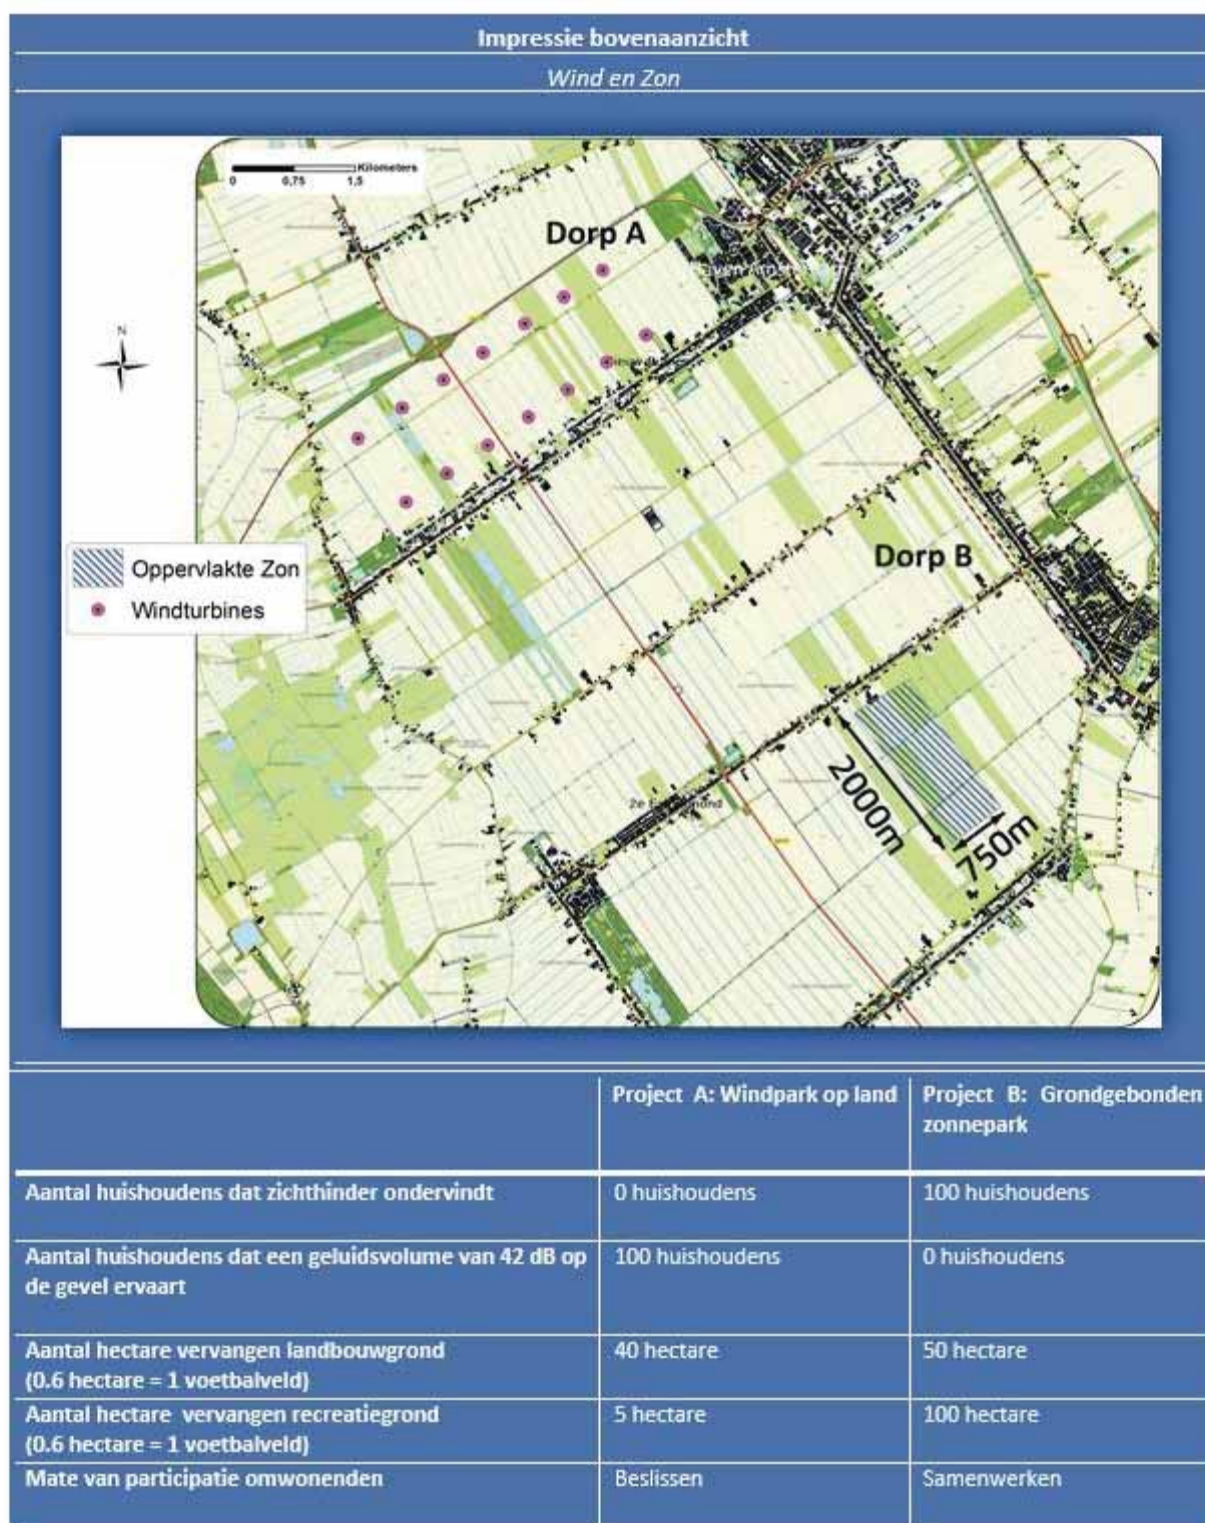 Impressie bovenaanzicht
Wind en Zon
Kilometers
0 0,75 1,5
Dorp A
N
Dorp B
Oppervlakte Zon
Windturbines
2000m
750m
Project A: Windpark op land
Project B: Grondgebonden
zonnepark
Aantal huishoudens dat zichthinder ondervindt
0 huishoudens
100 huishoudens
Aantal huishoudens dat een geluidsvolume van 42 dB op
de gevel ervaart
100 huishoudens
0 huishoudens
Aantal hectare vervangen landbouwgrond
(0.6 hectare = 1 voetbalveld)
40 hectare
50 hectare
Aantal hectare vervangen recreatiegrond
(0.6 hectare = 1 voetbalveld)
5 hectare
100 hectare
Mate van participatie omwonenden
Beslissen
Samenwerken